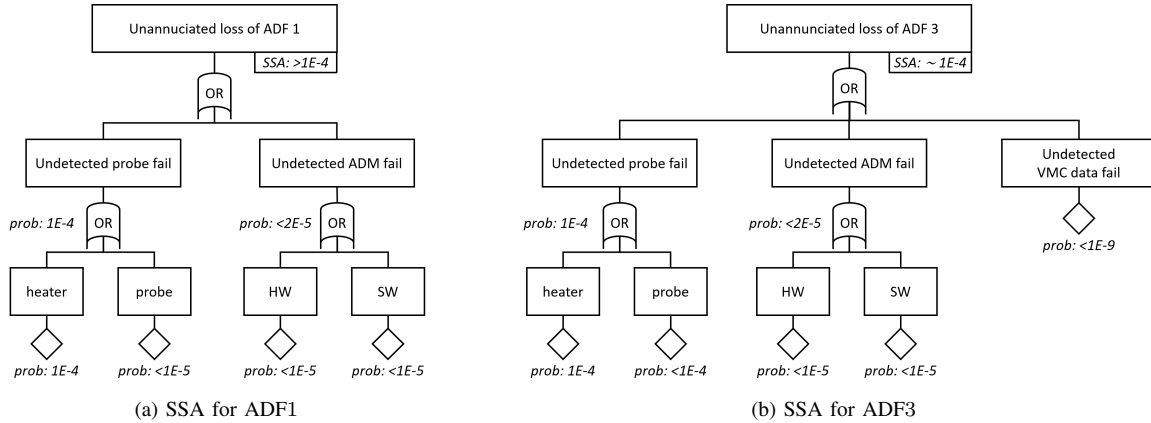 Unannuciated loss of ADF 1
SSA: >1E-4
OR
Undetected probe fail
Undetected ADM fail
prob: 1E-4
OR
prob: <2E-5
OR
heater
probe
HW
SW
prob: 1E-4
prob: <1E-5
prob: <1E-5
prob: <1E-5
(a) SSA for ADF1
Unannunciated loss of ADF 3
SSA: ~ 1E-4
OR
Undetected probe fail
Undetected ADM fail
Undetected
VMC data fail
prob: 1E-4
OR
prob: <2E-5
OR
prob: <1E-9
heater
probe
HW
SW
prob: 1E-4
prob: <1E-4
prob: <1E-5
prob: <1E-5
(b) SSA for ADF3